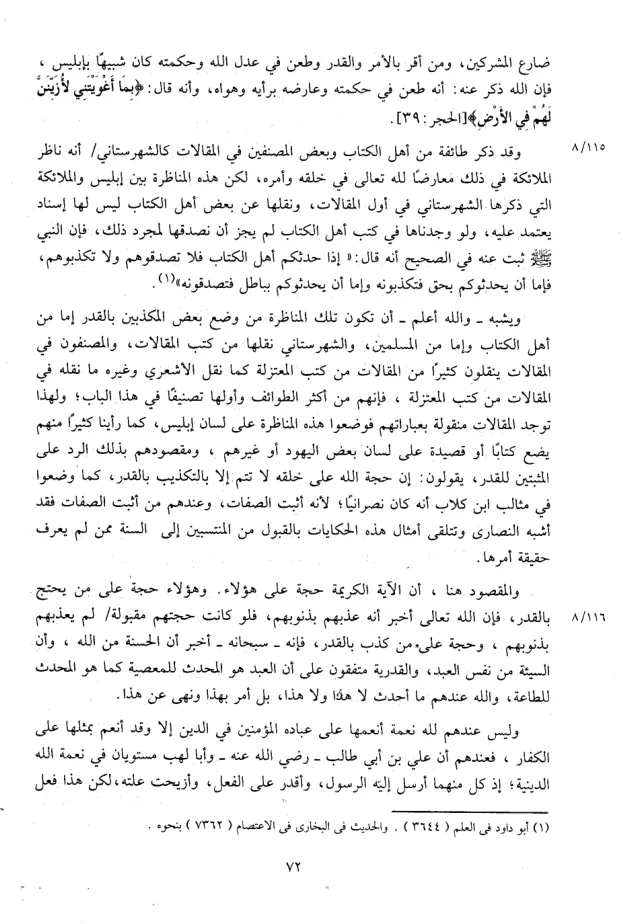 ضارع المشركين، ومن أقر بالأمر والقدر وطعن في عدل الله وحكمته كان شبيهًا بإبليس ،
فإن الله ذكر عنه: أنه طعن في حكمته وعارضه برأيه وهواه، وأنه قال: ﴿بِمَا أَغْوَيْتَنِي لأُزَيِّنَنَّ
لَهُمْ فِي الأَرْضِ﴾[الحجر: ٣٩].
وقد ذكر طائفة من أهل الكتاب وبعض المصنفين في المقالات كالشهرستاني/ أنه ناظر ٨/١١٥
الملائكة في ذلك معارضًا لله تعالى في خلقه وأمره، لكن هذه المناظرة بين إبليس والملائكة
التي ذكرها الشهرستاني في أول المقالات، ونقلها عن بعض أهل الكتاب ليس لها إسناد
يعتمد عليه، ولو وجدناها في كتب أهل الكتاب لم يجز أن نصدقها لمجرد ذلك، فإن النبي
ﷺ ثبت عنه في الصحيح أنه قال:« إذا حدثكم أهل الكتاب فلا تصدقوهم ولا تكذبوهم،
فإما أن يحدثوكم بحق فتكذبونه وإما أن يحدثوكم بباطل فتصدقونه»(١).
ويشبه ـ والله أعلم ـ أن تكون تلك المناظرة من وضع بعض المكذبين بالقدر إما من
أهل الكتاب وإما من المسلمين، والشهرستاني نقلها من كتب المقالات، والمصنفون في
المقالات ينقلون كثيرًا من المقالات من كتب المعتزلة كما نقل الأشعري وغيره ما نقله في
المقالات من كتب المعتزلة ، فإنهم من أكثر الطوائف وأولها تصنيفًا في هذا الباب؛ ولهذا
توجد المقالات منقولة بعباراتهم فوضعوا هذه المناظرة على لسان إبليس، كما رأينا كثيرًا منهم
يضع كتابًا أو قصيدة على لسان بعض اليهود أو غيرهم ، ومقصودهم بذلك الرد على
المثبتين للقدر، يقولون: إن حجة الله على خلقه لا تتم إلا بالتكذيب بالقدر، كما وضعوا
في مثالب ابن كلاب أنه كان نصرانيًا؛ لأنه أثبت الصفات، وعندهم من أثبت الصفات فقد
أشبه النصارى وتتلقى أمثال هذه الحكايات بالقبول من المنتسبين إلى السنة ممن لم يعرف
حقيقة أمرها.
والمقصود هنا ، أن الآية الكريمة حجة على هؤلاء. وهؤلاء حجة على من يحتج
بالقدر، فإن الله تعالى أخبر أنه عذبهم بذنوبهم، فلو كانت حجتهم مقبولة/ لم يعذبهم ٨/١١٦
بذنوبهم ، وحجة على من كذب بالقدر، فإنه ـ سبحانه ـ أخبر أن الحسنة من الله ، وأن
السيئة من نفس العبد، والقدرية متفقون على أن العبد هو المحدث للمعصية كما هو المحدث
للطاعة، والله عندهم ما أحدث لا هذا ولا هذا، بل أمر بهذا ونهى عن هذا.
وليس عندهم لله نعمة أنعمها على عباده المؤمنين في الدين إلا وقد أنعم بمثلها على
الكفار ، فعندهم أن علي بن أبي طالب ـ رضي الله عنه ـ وأبا لهب مستويان في نعمة الله
الدينية؛ إذ كل منهما أرسل إليه الرسول، وأقدر على الفعل، وأزيحت علته،لكن هذا فعل
(١) أبو داود في العلم ( ٣٦٤٤ ) . والحديث في البخاري في الاعتصام ( ٧٣٦٢ ) بنحوه .
٧٢